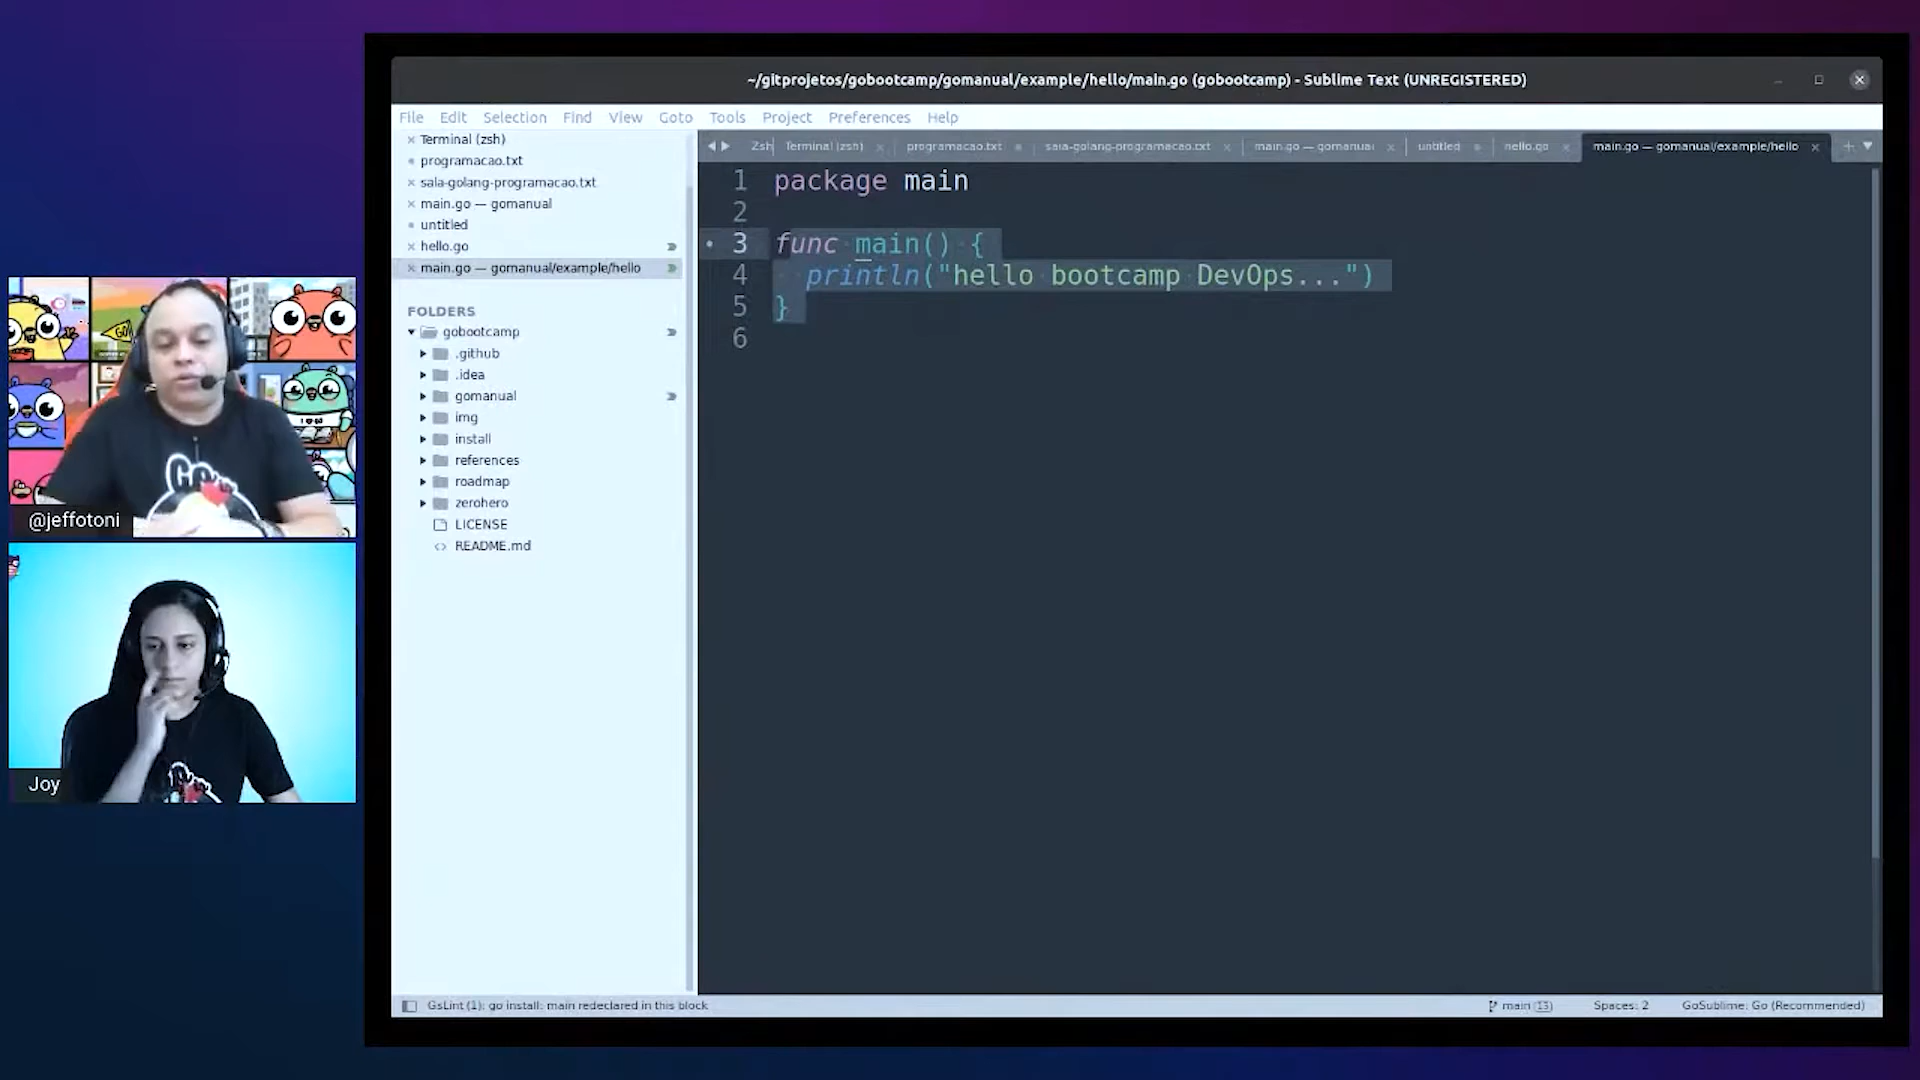 ~/gitprojetos/gobootcamp/gomanual/example/hello/main.go (gobootcamp) - Sublime Text (UNREGISTERED)
File Edit Selection Find View Goto Tools Project Preferences Help
Terminal (zsh)
programacao.txt
sala-golang-programacao.txt
main.go — gomanual
untitled
hello.go
main.go — gomanual/example/hello
FOLDERS
gobootcamp
.github
.idea
gomanual
img
install
references
roadmap
zerohero
LICENSE
README.md
Zsh Terminal (zsh) programacao.txt sala-golang-programacao.txt main.go — gomanual untitled hello.go main.go — gomanual/example/hello
1 package main
2
3 func main() {
4 println("hello bootcamp DevOps...")
5 }
6
GsLint (1): go install: main redeclared in this block main (13) Spaces: 2 GoSublime: Go (Recommended)
GO!
@jeffotoni
Joy